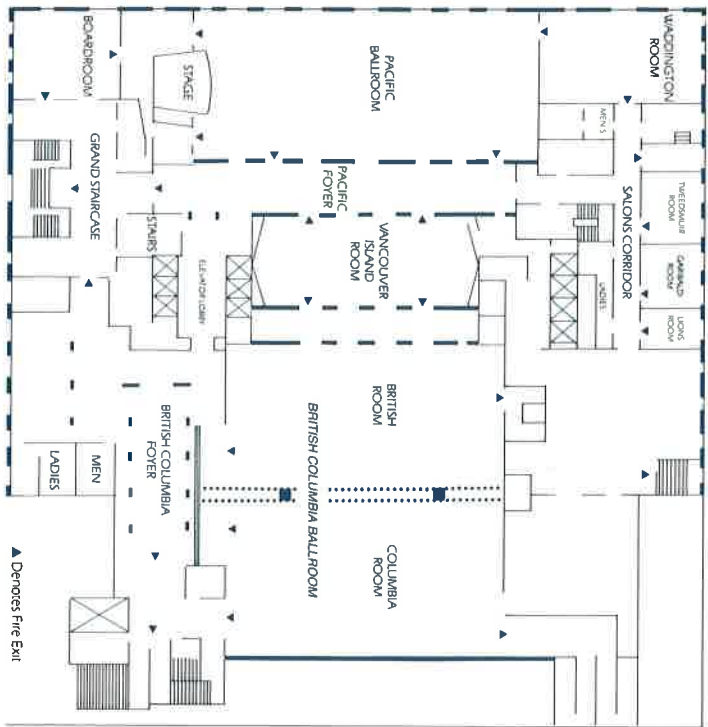 WADDINGTON
ROOM
TWEEDSMUIR
ROOM
GARIBALDI
ROOM
LIONS
ROOM
SALONS CORRIDOR
MEN S
LADIES
PACIFIC
BALLROOM
PACIFIC
FOYER
VANCOUVER
ISLAND
ROOM
BRITISH
ROOM
COLUMBIA
ROOM
BRITISH COLUMBIA BALLROOM
STAGE
ELEVATOR LOBBY
STAIRS
BRITISH COLUMBIA
FOYER
BOARDROOM
GRAND STAIRCASE
MEN
LADIES
▲ Denotes Fire Exit